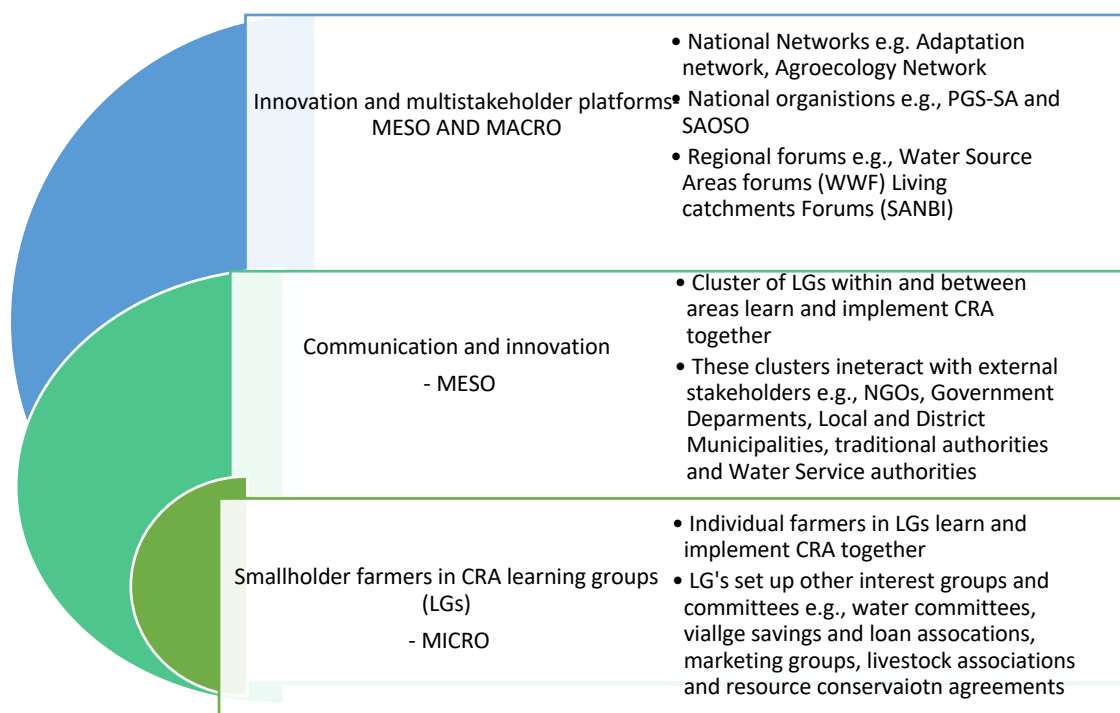 Innovation and multistakeholder platforms-
MESO AND MACRO
• National Networks e.g. Adaptation
network, Agroecology Network
• National organistions e.g., PGS-SA and
SAOSO
• Regional forums e.g., Water Source
Areas forums (WWF) Living
catchments Forums (SANBI)
Communication and innovation
- MESO
• Cluster of LGs within and between
areas learn and implement CRA
together
• These clusters ineteract with external
stakeholders e.g., NGOs, Government
Deparments, Local and District
Municipalities, traditional authorities
and Water Service authorities
Smallholder farmers in CRA learning groups
(LGs)
- MICRO
• Individual farmers in LGs learn and
implement CRA together
• LG's set up other interest groups and
committees e.g., water committees,
viallge savings and loan assocations,
marketing groups, livestock associations
and resource conservaiotn agreements